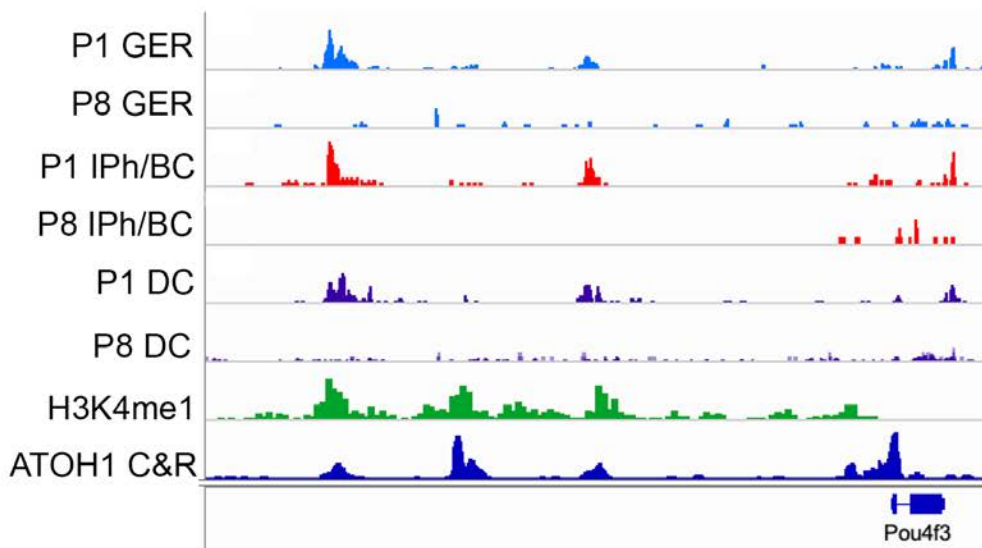 P1 GER
P8 GER
P1 IPh/BC
P8 IPh/BC
P1 DC
P8 DC
H3K4me1
ATOH1 C&R
Pou4f3